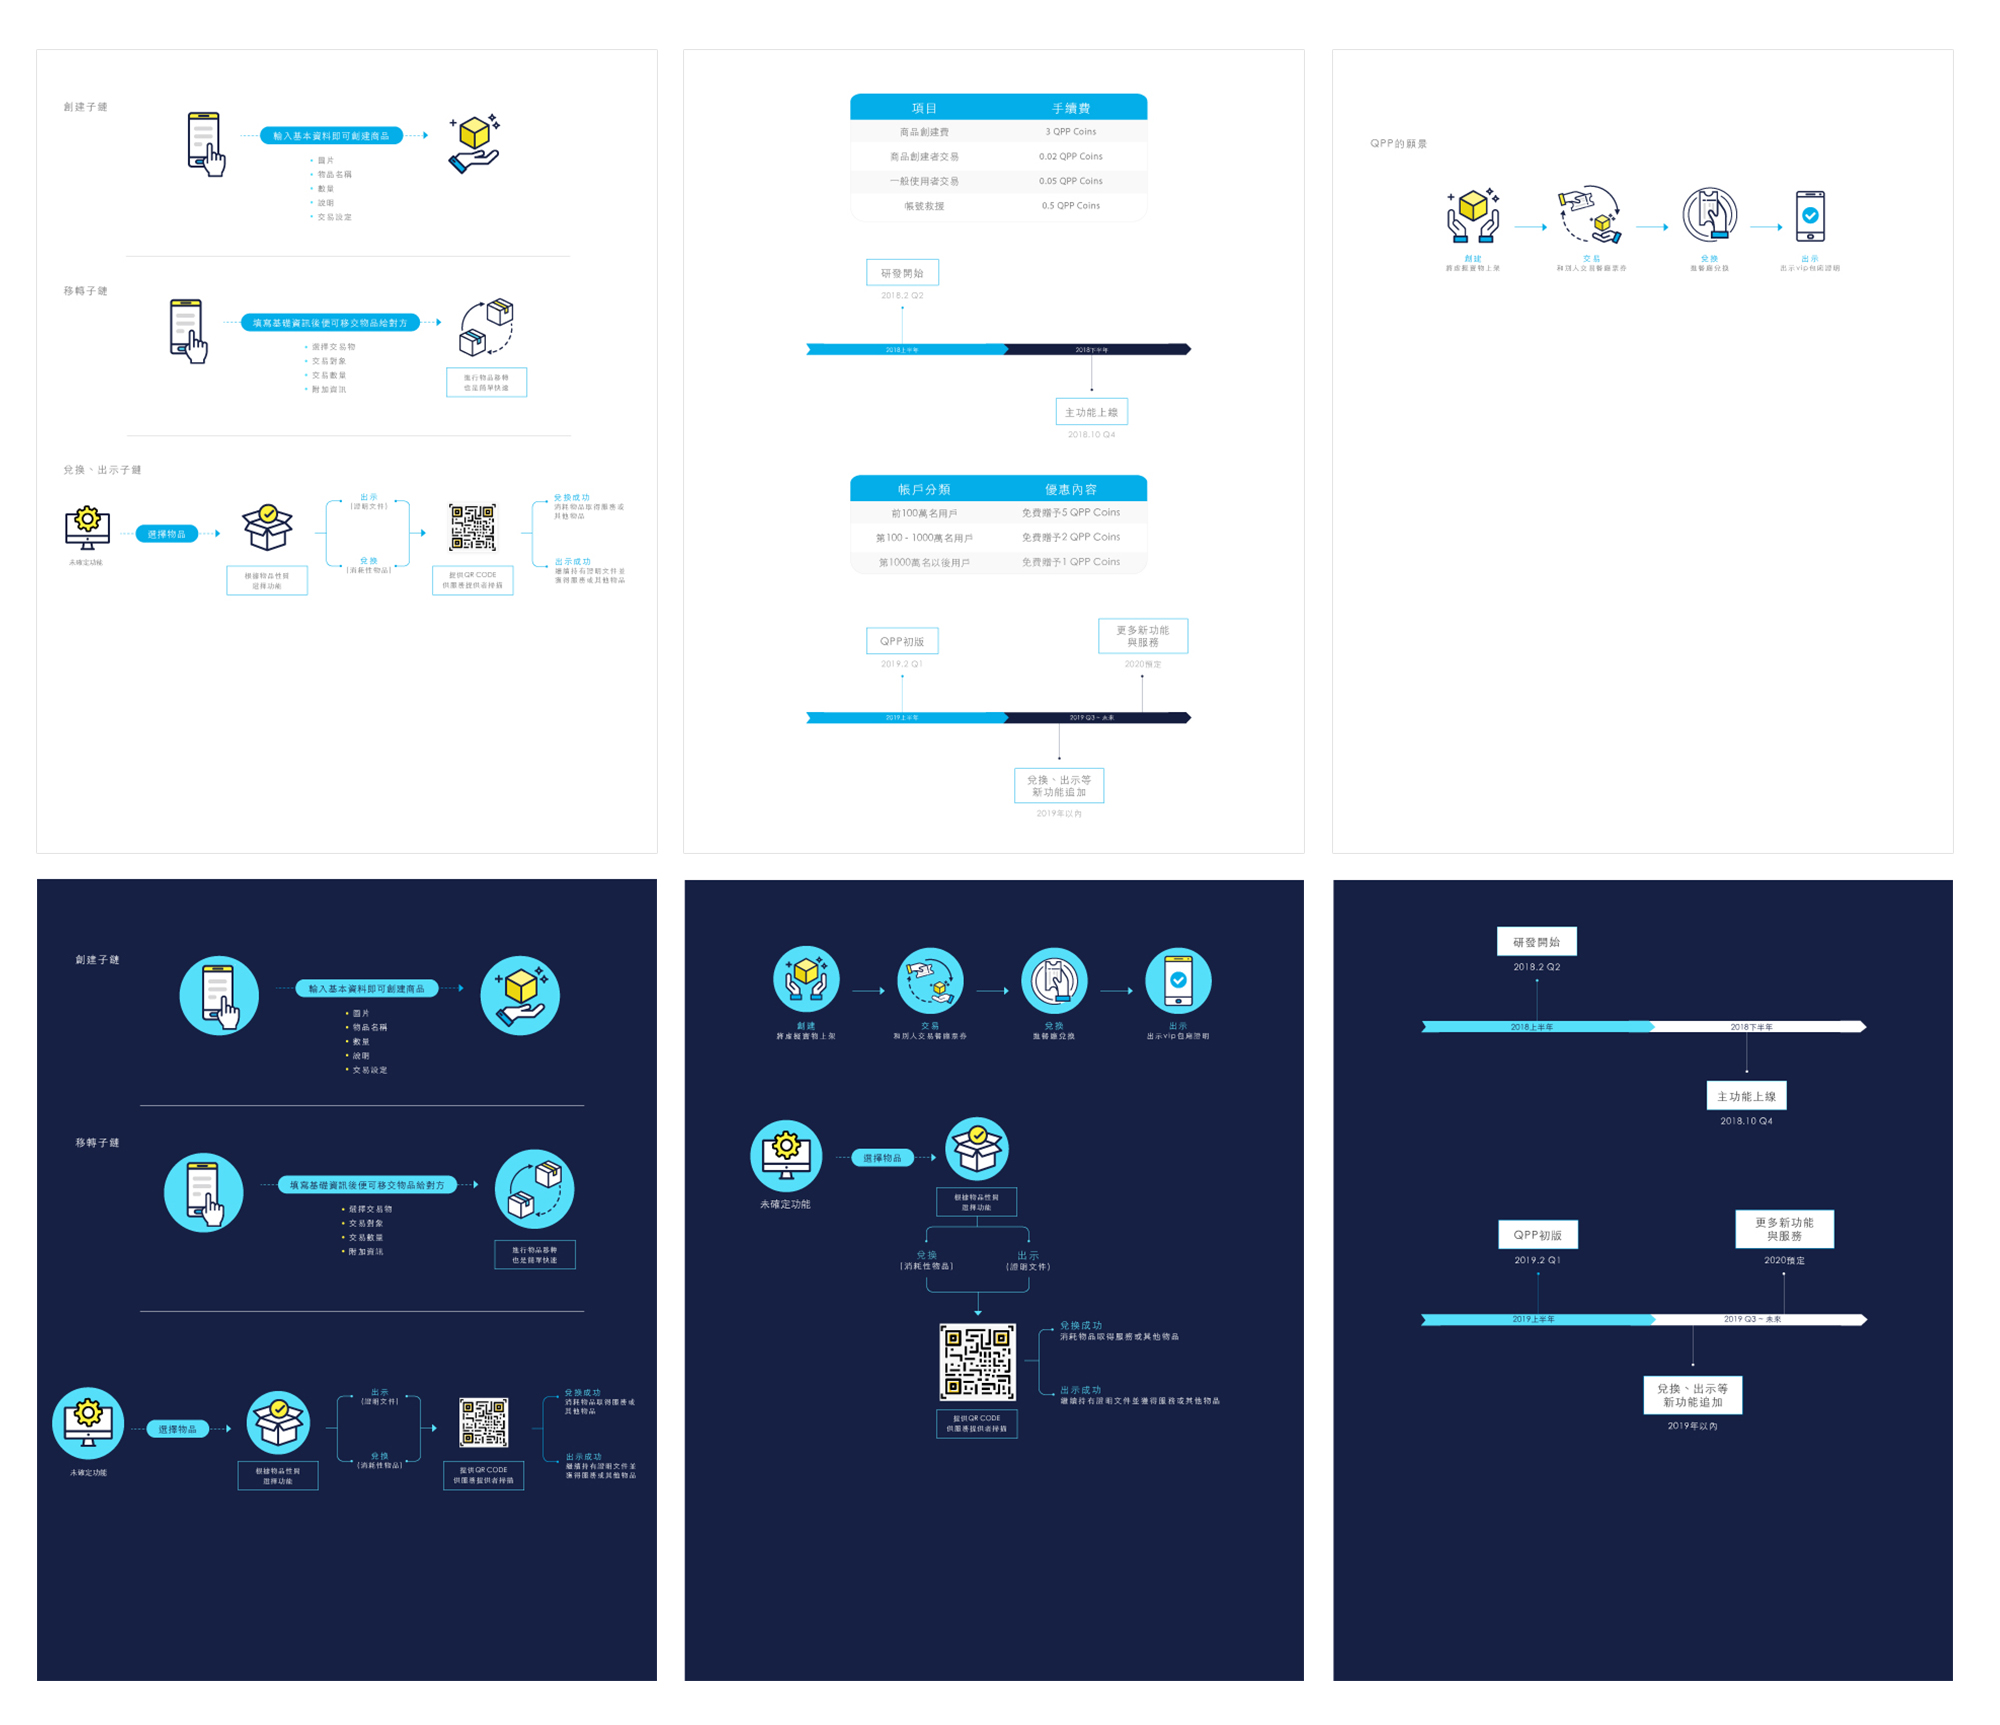 創建子鏈
輸入基本資料即可創建商品
• 圖片
• 物品名稱
• 數量
• 說明
• 交易設定
移轉子鏈
填寫基礎資訊後便可移交物品給對方
• 選擇交易物
• 交易對象
• 交易數量
• 附加資訊
進行物品移轉
也是簡單快速
兌換、出示子鏈
未確定功能
選擇物品
根據物品性質
選擇功能
出示
(證明文件)
兌換
(消耗性物品)
提供QR CODE
供服務提供者掃描
兌換成功
消耗物品取得服務或
其他物品
出示成功
繼續持有證明文件並
獲得服務或其他物品
項目 手續費
商品創建費 3 QPP Coins
商品創建者交易 0.02 QPP Coins
一般使用者交易 0.05 QPP Coins
帳號救援 0.5 QPP Coins
研發開始
2018.2 Q2
2018上半年 2018下半年
主功能上線
2018.10 Q4
帳戶分類 優惠內容
前100萬名用戶 免費贈予5 QPP Coins
第100 - 1000萬名用戶 免費贈予2 QPP Coins
第1000萬名以後用戶 免費贈予1 QPP Coins
QPP初版
2019.2 Q1
更多新功能
與服務
2020預定
2019上半年 2019 Q3 ~ 未來
兌換、出示等
新功能追加
2019年以內
QPP的願景
創建
將虛擬實物上架
交易
和別人交易餐廳票券
兌換
進餐廳兌換
出示
出示vip包廂證明
創建子鏈
輸入基本資料即可創建商品
• 圖片
• 物品名稱
• 數量
• 說明
• 交易設定
移轉子鏈
填寫基礎資訊後便可移交物品給對方
• 選擇交易物
• 交易對象
• 交易數量
• 附加資訊
進行物品移轉
也是簡單快速
未確定功能
選擇物品
根據物品性質
選擇功能
出示
(證明文件)
兌換
(消耗性物品)
提供QR CODE
供服務提供者掃描
兌換成功
消耗物品取得服務或
其他物品
出示成功
繼續持有證明文件並
獲得服務或其他物品
創建
將虛擬實物上架
交易
和別人交易餐廳票券
兌換
進餐廳兌換
出示
出示vip包廂證明
未確定功能
選擇物品
根據物品性質
選擇功能
兌換
(消耗性物品)
出示
(證明文件)
提供QR CODE
供服務提供者掃描
兌換成功
消耗物品取得服務或其他物品
出示成功
繼續持有證明文件並獲得服務或其他物品
研發開始
2018.2 Q2
2018上半年 2018下半年
主功能上線
2018.10 Q4
QPP初版
2019.2 Q1
更多新功能
與服務
2020預定
2019上半年 2019 Q3 ~ 未來
兌換、出示等
新功能追加
2019年以內